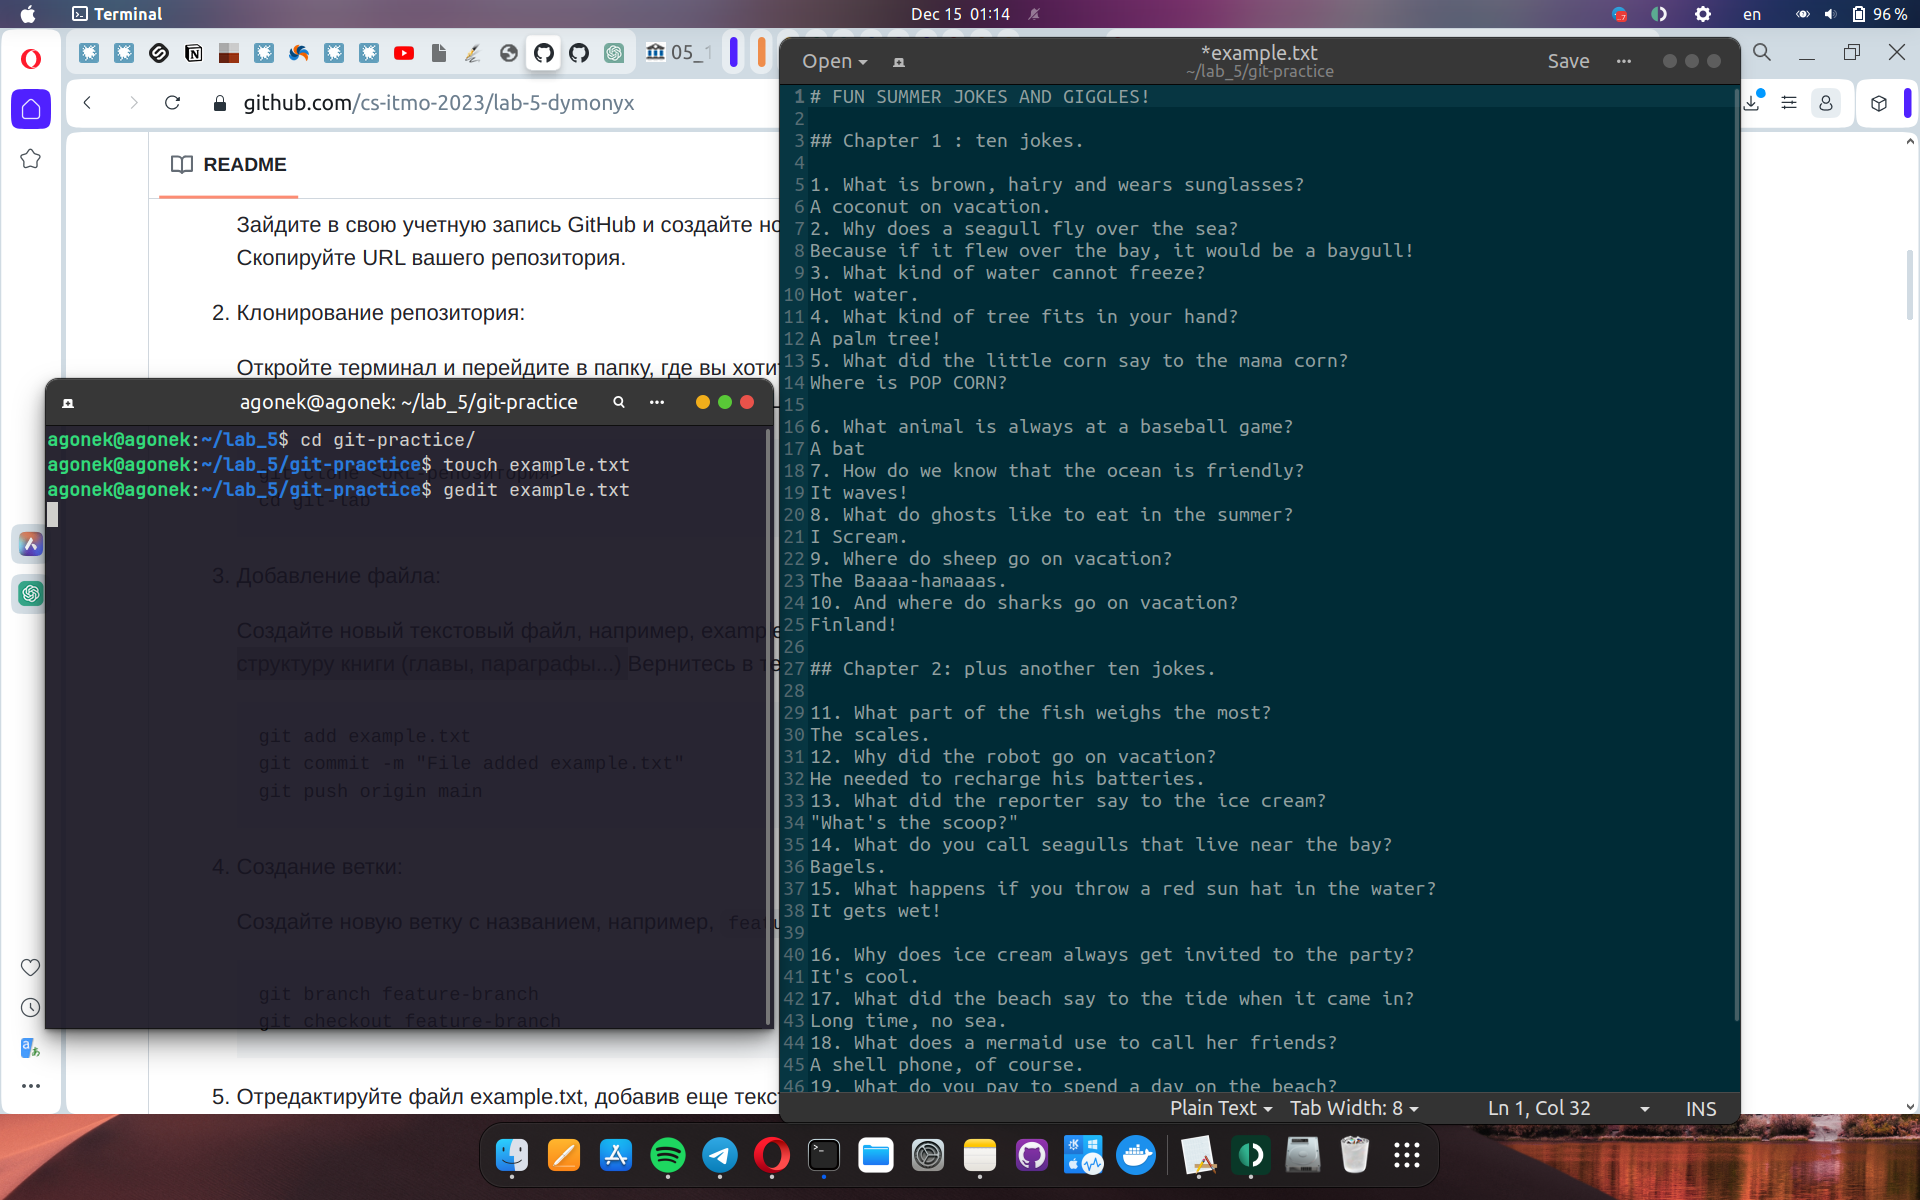 Terminal
Dec 15 01:14
en
96 %
05_1
github.com/cs-itmo-2023/lab-5-dymonyx
README
Зайдите в свою учетную запись GitHub и создайте но
Скопируйте URL вашего репозитория.
2. Клонирование репозитория:
Откройте терминал и перейдите в папку, где вы хоти
agonek@agonek: ~/lab_5/git-practice
agonek@agonek:~/lab_5$ cd git-practice/
agonek@agonek:~/lab_5/git-practice$ touch example.txt
agonek@agonek:~/lab_5/git-practice$ gedit example.txt
cd git-lab
3. Добавление файла:
Создайте новый текстовый файл, например, example
структуру книги (главы, параграфы...) Вернитесь в те
git add example.txt
git commit -m "File added example.txt"
git push origin main
4. Создание ветки:
Создайте новую ветку с названием, например, featu
git branch feature-branch
git checkout feature-branch
5. Отредактируйте файл example.txt, добавив еще текст
Open
*example.txt
~/lab_5/git-practice
Save
1 # FUN SUMMER JOKES AND GIGGLES!
2
3 ## Chapter 1 : ten jokes.
4
5 1. What is brown, hairy and wears sunglasses?
6 A coconut on vacation.
7 2. Why does a seagull fly over the sea?
8 Because if it flew over the bay, it would be a baygull!
9 3. What kind of water cannot freeze?
10 Hot water.
11 4. What kind of tree fits in your hand?
12 A palm tree!
13 5. What did the little corn say to the mama corn?
14 Where is POP CORN?
15
16 6. What animal is always at a baseball game?
17 A bat
18 7. How do we know that the ocean is friendly?
19 It waves!
20 8. What do ghosts like to eat in the summer?
21 I Scream.
22 9. Where do sheep go on vacation?
23 The Baaaa-hamaaas.
24 10. And where do sharks go on vacation?
25 Finland!
26
27 ## Chapter 2: plus another ten jokes.
28
29 11. What part of the fish weighs the most?
30 The scales.
31 12. Why did the robot go on vacation?
32 He needed to recharge his batteries.
33 13. What did the reporter say to the ice cream?
34 "What's the scoop?"
35 14. What do you call seagulls that live near the bay?
36 Bagels.
37 15. What happens if you throw a red sun hat in the water?
38 It gets wet!
39
40 16. Why does ice cream always get invited to the party?
41 It's cool.
42 17. What did the beach say to the tide when it came in?
43 Long time, no sea.
44 18. What does a mermaid use to call her friends?
45 A shell phone, of course.
46 19. What do you pay to spend a day on the beach?
Plain Text
Tab Width: 8
Ln 1, Col 32
INS